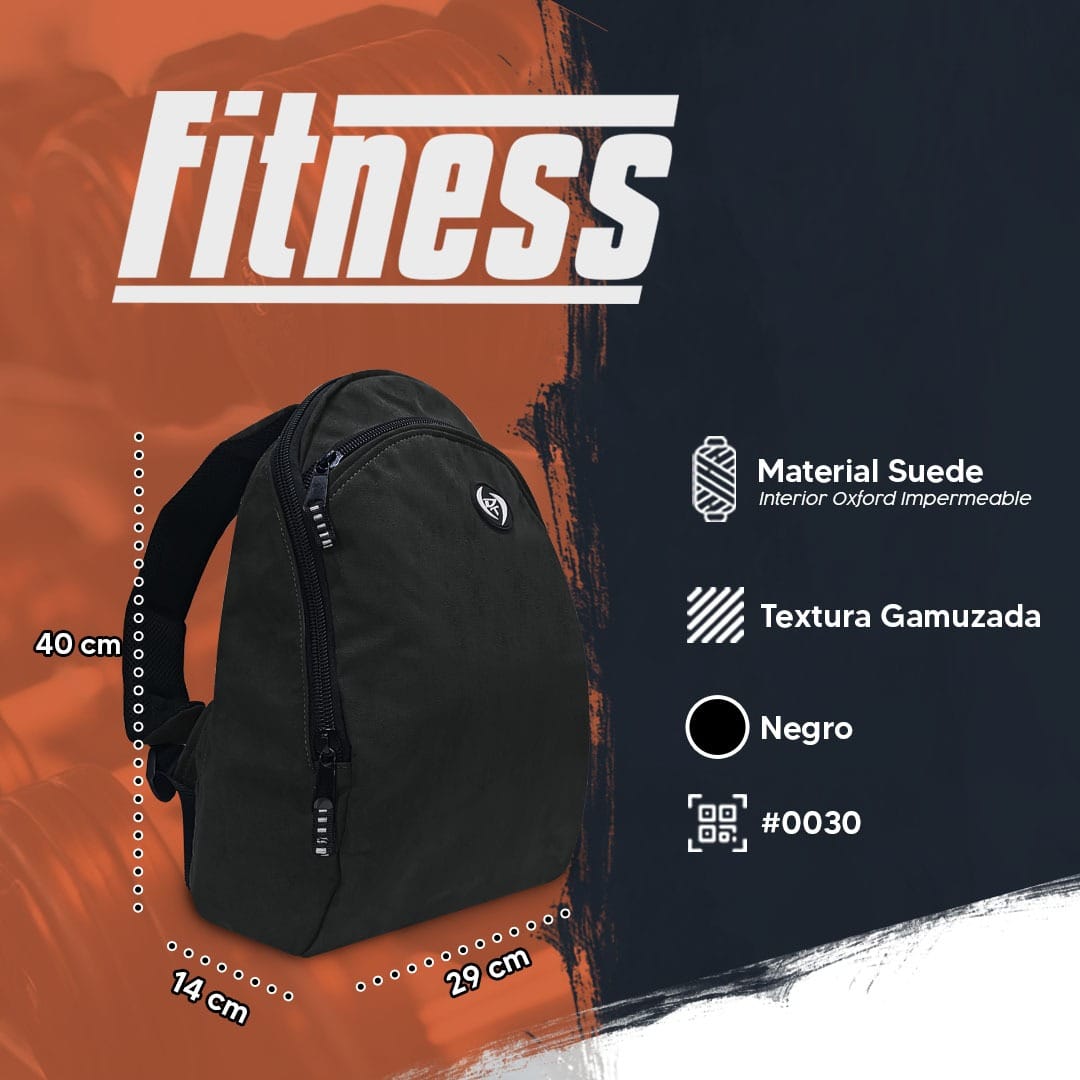 Fitness
Material Suede
Interior Oxford Impermeable
Textura Gamuzada
Negro
#0030
40 cm
14 cm
29 cm